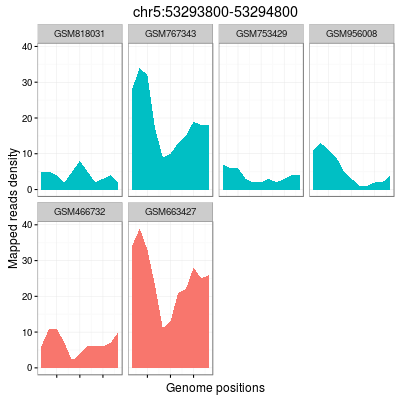 chr5:53293800-53294800
GSM818031 GSM767343 GSM753429 GSM956008
40
30
20
10
0
Mapped reads density
GSM466732 GSM663427
40
30
20
10
0
Genome positions